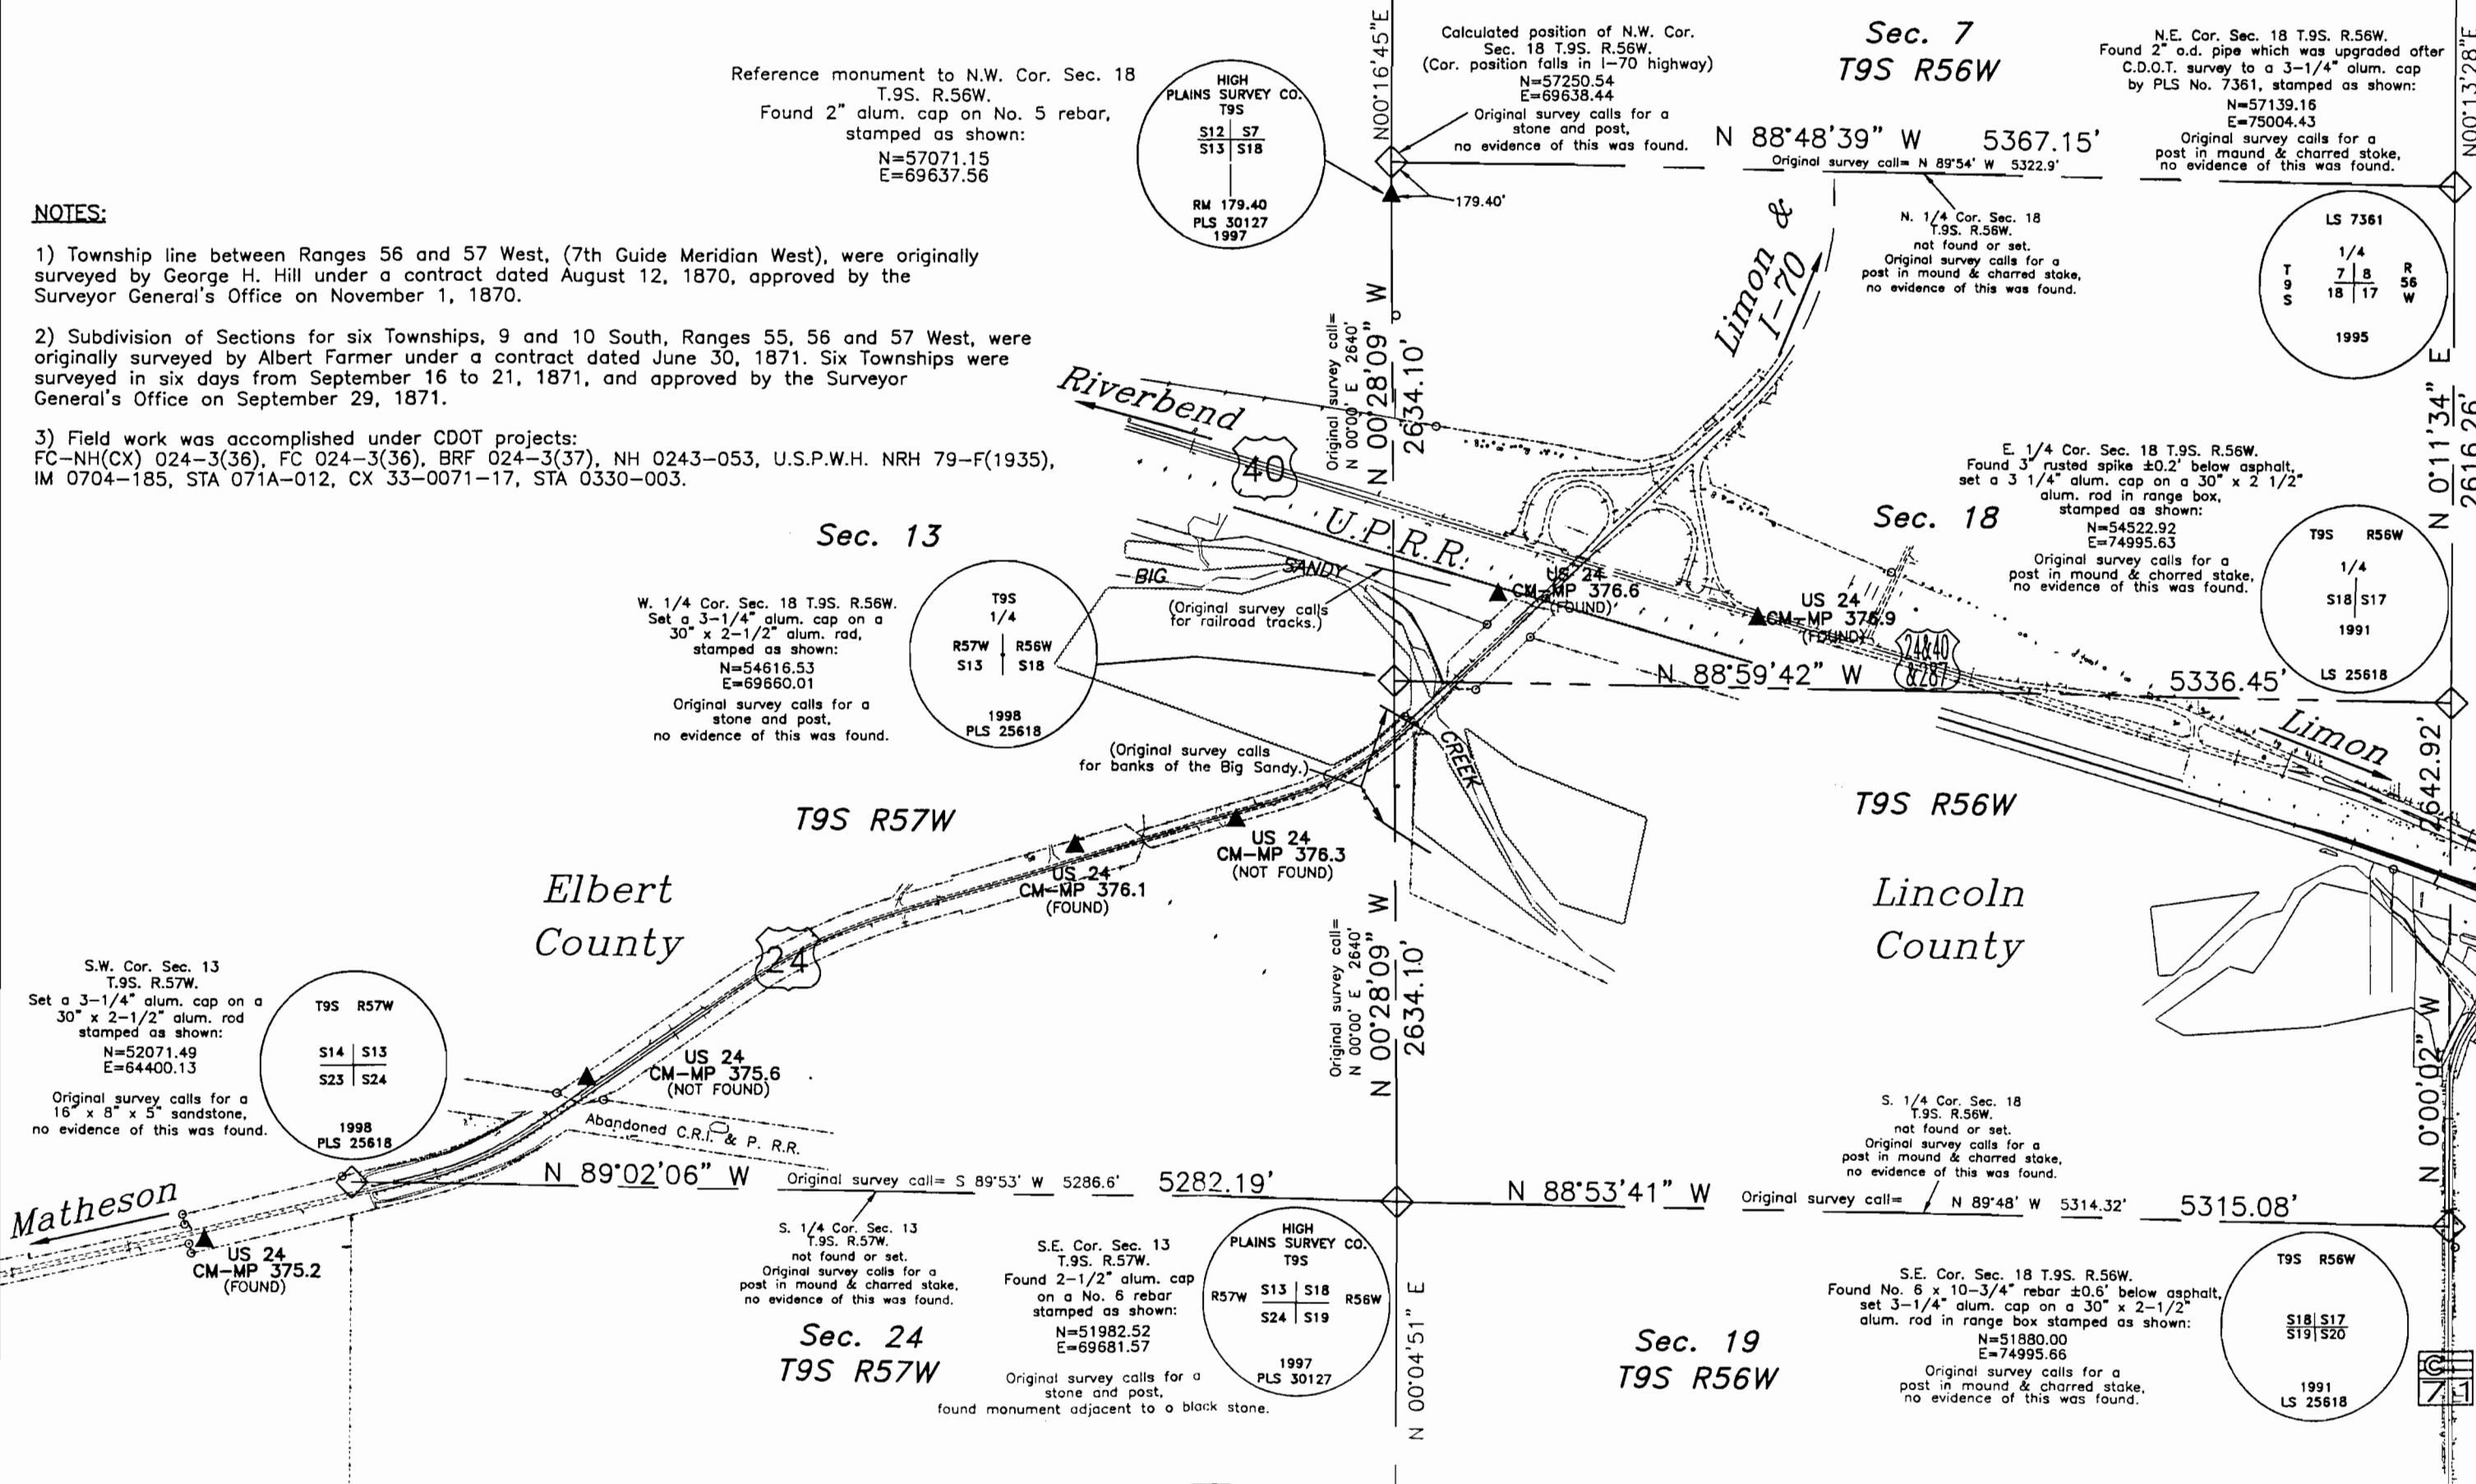 Reference monument to N.W. Cor. Sec. 18
T.9S. R.56W.
Found 2" alum. cap on No. 5 rebar,
stamped as shown:
N=57071.15
E=69637.56
HIGH
PLAINS SURVEY CO.
T9S
S12 S7
S13 S18
RM 179.40
PLS 30127
1997
N00°16'45"E
Calculated position of N.W. Cor.
Sec. 18 T.9S. R.56W.
(Cor. position falls in I-70 highway)
N=57250.54
E=69638.44
Original survey calls for a
stone and post,
no evidence of this was found.
179.40'
Sec. 7
T9S R56W
N 88°48'39" W 5367.15'
Original survey call= N 89°54' W 5322.9'
N.E. Cor. Sec. 18 T.9S. R.56W.
Found 2" o.d. pipe which was upgraded ofter
C.D.O.T. survey to a 3-1/4" alum. cap
by PLS No. 7361, stamped as shown:
N=57139.16
E=75004.43
Original survey calls for a
post in maund & charred stoke,
no evidence of this was found.
N00°13'28"E
N. 1/4 Cor. Sec. 18
T.9S. R.56W.
not found or set.
Original survey calls for a
post in mound & charred stake,
no evidence of this was found.
LS 7361
1/4
T9S
7 8
18 17
R56W
1995
NOTES:
1) Township line between Ranges 56 and 57 West, (7th Guide Meridian West), were originally
surveyed by George H. Hill under a contract dated August 12, 1870, approved by the
Surveyor General's Office on November 1, 1870.
2) Subdivision of Sections for six Townships, 9 and 10 South, Ranges 55, 56 and 57 West, were
originally surveyed by Albert Farmer under a contract dated June 30, 1871. Six Townships were
surveyed in six days from September 16 to 21, 1871, and approved by the Surveyor
General's Office on September 29, 1871.
3) Field work was accomplished under CDOT projects:
FC-NH(CX) 024-3(36), FC 024-3(36), BRF 024-3(37), NH 0243-053, U.S.P.W.H. NRH 79-F(1935),
IM 0704-185, STA 071A-012, CX 33-0071-17, STA 0330-003.
Riverbend
40
Limon &
I-70
Original survey call=
N 00°00' E 2640'
N 00°28'09" W
2634.10'
N 0°11'34" E
2616.26'
Sec. 13
U.P.R.R.
BIG
SANDY
CREEK
(Original survey calls
for railroad tracks.)
US 24
CM-MP 376.6
(FOUND)
US 24
CM-MP 376.9
(FOUND)
24&40
&287
Sec. 18
E. 1/4 Cor. Sec. 18 T.9S. R.56W.
Found 3" rusted spike ±0.2' below asphalt,
set a 3 1/4" alum. cap on a 30" x 2 1/2"
alum. rod in range box,
stamped as shown:
N=54522.92
E=74995.63
Original survey calls for a
post in mound & chorred stake,
no evidence of this was found.
T9S R56W
1/4
S18 S17
1991
LS 25618
W. 1/4 Cor. Sec. 18 T.9S. R.56W.
Set a 3-1/4" alum. cap on a
30" x 2-1/2" alum. rad,
stamped as shown:
N=54616.53
E=69660.01
Original survey calls for a
stone and post,
no evidence of this was found.
T9S
1/4
R57W R56W
S13 S18
1998
PLS 25618
N 88°59'42" W 5336.45'
(Original survey calls
for banks of the Big Sandy.)
Limon
2642.92'
N 0°00'02" W
T9S R57W
T9S R56W
US 24
CM-MP 376.3
(NOT FOUND)
US 24
CM-MP 376.1
(FOUND)
Elbert
County
Lincoln
County
24
Original survey call=
N 00°00' E 2640'
N 00°28'09" W
2634.10'
S.W. Cor. Sec. 13
T.9S. R.57W.
Set a 3-1/4" alum. cap on a
30" x 2-1/2" alum. rod
stamped as shown:
N=52071.49
E=64400.13
Original survey calls for a
16" x 8" x 5" sandstone,
no evidence of this was found.
T9S R57W
S14 S13
S23 S24
1998
PLS 25618
US 24
CM-MP 375.6
(NOT FOUND)
Abandoned C.R.I. & P. R.R.
N 89°02'06" W Original survey call= S 89°53' W 5286.6' 5282.19'
Matheson
US 24
CM-MP 375.2
(FOUND)
S. 1/4 Cor. Sec. 13
T.9S. R.57W.
not found or set.
Original survey calls for a
post in mound & charred stake,
no evidence of this was found.
Sec. 24
T9S R57W
S.E. Cor. Sec. 13
T.9S. R.57W.
Found 2-1/2" alum. cap
on a No. 6 rebar
stamped as shown:
N=51982.52
E=69681.57
Original survey calls for a
stone and post,
found monument adjacent to o black stone.
HIGH
PLAINS SURVEY CO.
T9S
R57W S13 S18 R56W
S24 S19
1997
PLS 30127
N 00°04'51" E
S. 1/4 Cor. Sec. 18
T.9S. R.56W.
not found or set.
Original survey calls for a
post in mound & charred stake,
no evidence of this was found.
N 88°53'41" W Original survey call= N 89°48' W 5314.32' 5315.08'
Sec. 19
T9S R56W
S.E. Cor. Sec. 18 T.9S. R.56W.
Found No. 6 x 10-3/4" rebar ±0.6' below asphalt,
set 3-1/4" alum. cap on a 30" x 2-1/2"
alum. rod in range box stamped as shown:
N=51880.00
E=74995.66
Original survey calls for a
post in mound & charred stake,
no evidence of this was found.
T9S R56W
S18 S17
S19 S20
1991
LS 25618
C
71